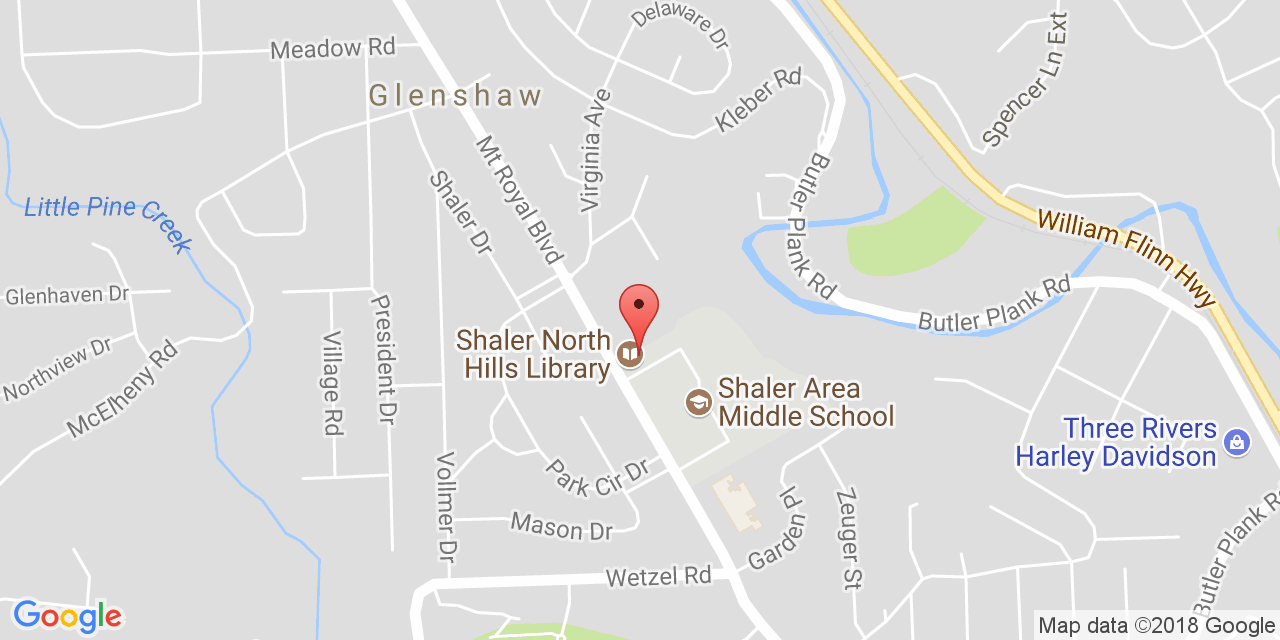 Delaware Dr
Meadow Rd
Spencer Ln Ext
Glenshaw
Kleber Rd
Virginia Ave
Mt Royal Blvd
Butler Plank Rd
Shaler Dr
Little Pine Creek
William Flinn Hwy
Glenhaven Dr
President Dr
Butler Plank Rd
Shaler North
Hills Library
Northview Dr
Village Rd
McElheny Rd
Shaler Area
Middle School
Three Rivers
Harley Davidson
Park Cir Dr
Vollmer Dr
Mason Dr
Garden Pl
Zeuger St
Butler Plank Rd
Wetzel Rd
Google
Map data ©2018 Google